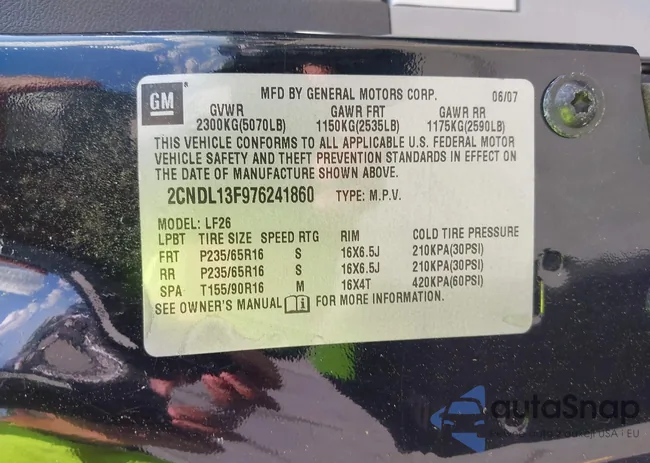 GM
MFD BY GENERAL MOTORS CORP. 06/07
GVWR GAWR FRT GAWR RR
2300KG(5070LB) 1150KG(2535LB) 1175KG(2590LB)
THIS VEHICLE CONFORMS TO ALL APPLICABLE U.S. FEDERAL MOTOR
VEHICLE SAFETY AND THEFT PREVENTION STANDARDS IN EFFECT ON
THE DATE OF MANUFACTURE SHOWN ABOVE.
2CNDL13F976241860 TYPE: M.P.V.
MODEL: LF26
LPBT TIRE SIZE SPEED RTG RIM COLD TIRE PRESSURE
FRT P235/65R16 S 16X6.5J 210KPA(30PSI)
RR P235/65R16 S 16X6.5J 210KPA(30PSI)
SPA T155/90R16 M 16X4T 420KPA(60PSI)
SEE OWNER'S MANUAL FOR MORE INFORMATION.
autoSnap
USA - EU